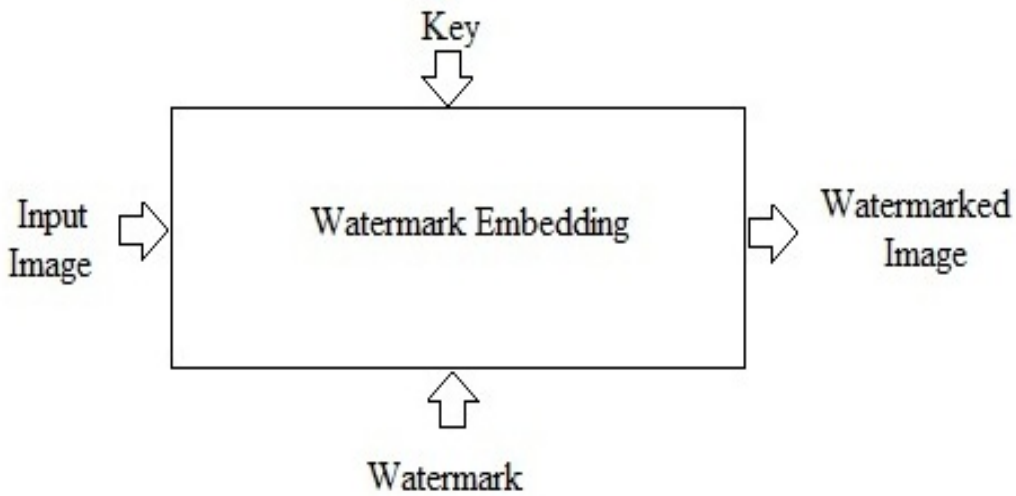 Key
Input
Image
Watermark Embedding
Watermarked
Image
Watermark